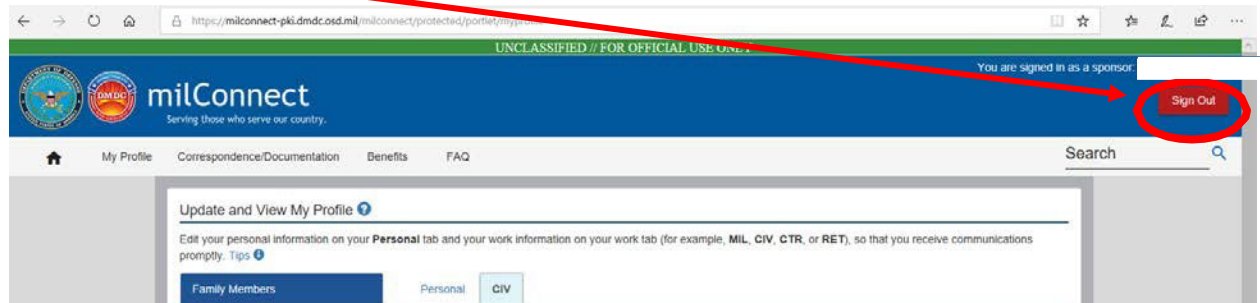 https://milconnect-pki.dmdc.osd.mil/milconnect/protected/portlet/
UNCLASSIFIED // FOR OFFICIAL USE ONLY
You are signed in as a sponsor:
DMDC
milConnect
Serving those who serve our country.
Sign Out
My Profile Correspondence/Documentation Benefits FAQ
Search
Update and View My Profile
Edit your personal information on your Personal tab and your work information on your work tab (for example, MIL, CIV, CTR, or RET), so that you receive communications
promptly. Tips
Family Members Personal CIV